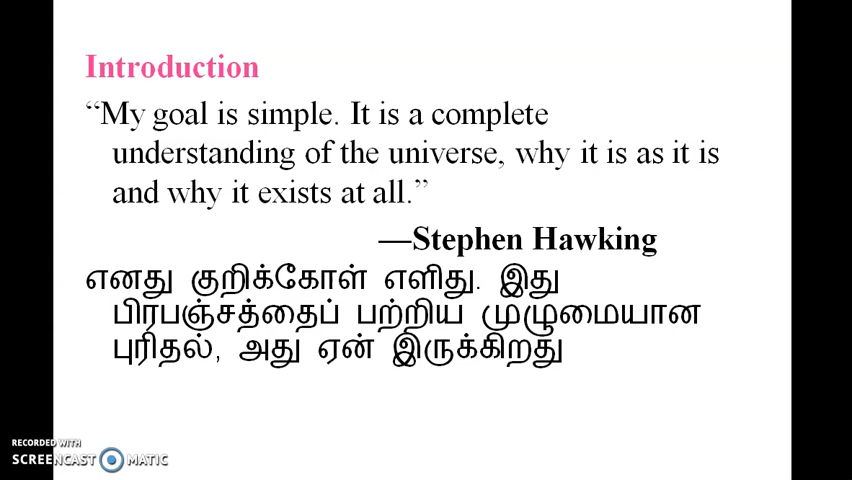 Introduction
“My goal is simple. It is a complete
understanding of the universe, why it is as it is
and why it exists at all.”
—Stephen Hawking
எனது குறிக்கோள் எளிது. இது
பிரபஞ்சத்தைப் பற்றிய முழுமையான
புரிதல், அது ஏன் இருக்கிறது
RECORDED WITH
SCREENCAST MATIC